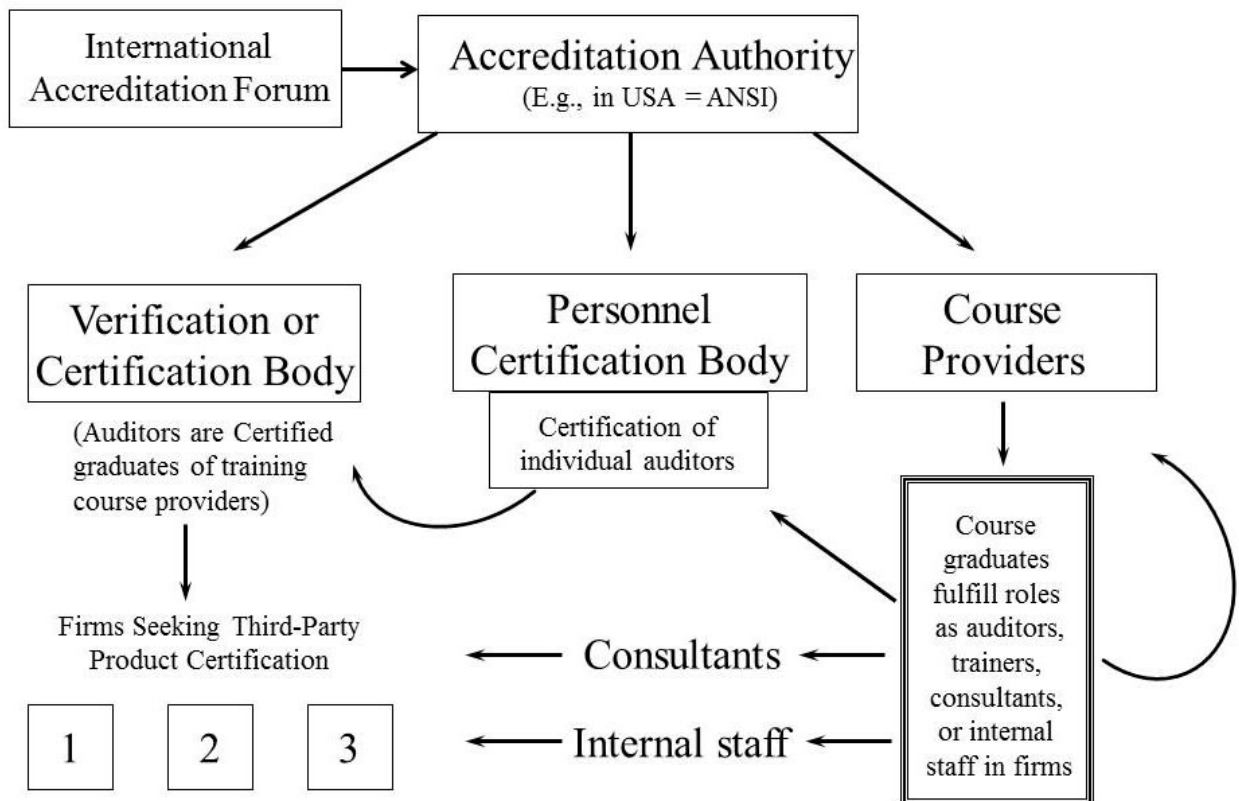 International
Accreditation Forum
Accreditation Authority
(E.g., in USA = ANSI)
Verification or
Certification Body
(Auditors are Certified
graduates of training
course providers)
Personnel
Certification Body
Certification of
individual auditors
Course
Providers
Course
graduates
fulfill roles
as auditors,
trainers,
consultants,
or internal
staff in firms
Firms Seeking Third-Party
Product Certification
Consultants
Internal staff
1 2 3